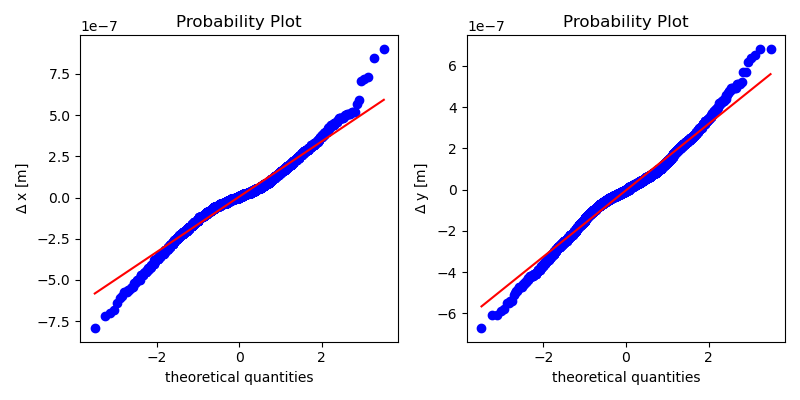 Probability Plot
1e−7
Δ x [m]
7.5
5.0
2.5
0.0
−2.5
−5.0
−7.5
−2 0 2
theoretical quantities
Probability Plot
1e−7
Δ y [m]
6
4
2
0
−2
−4
−6
−2 0 2
theoretical quantities